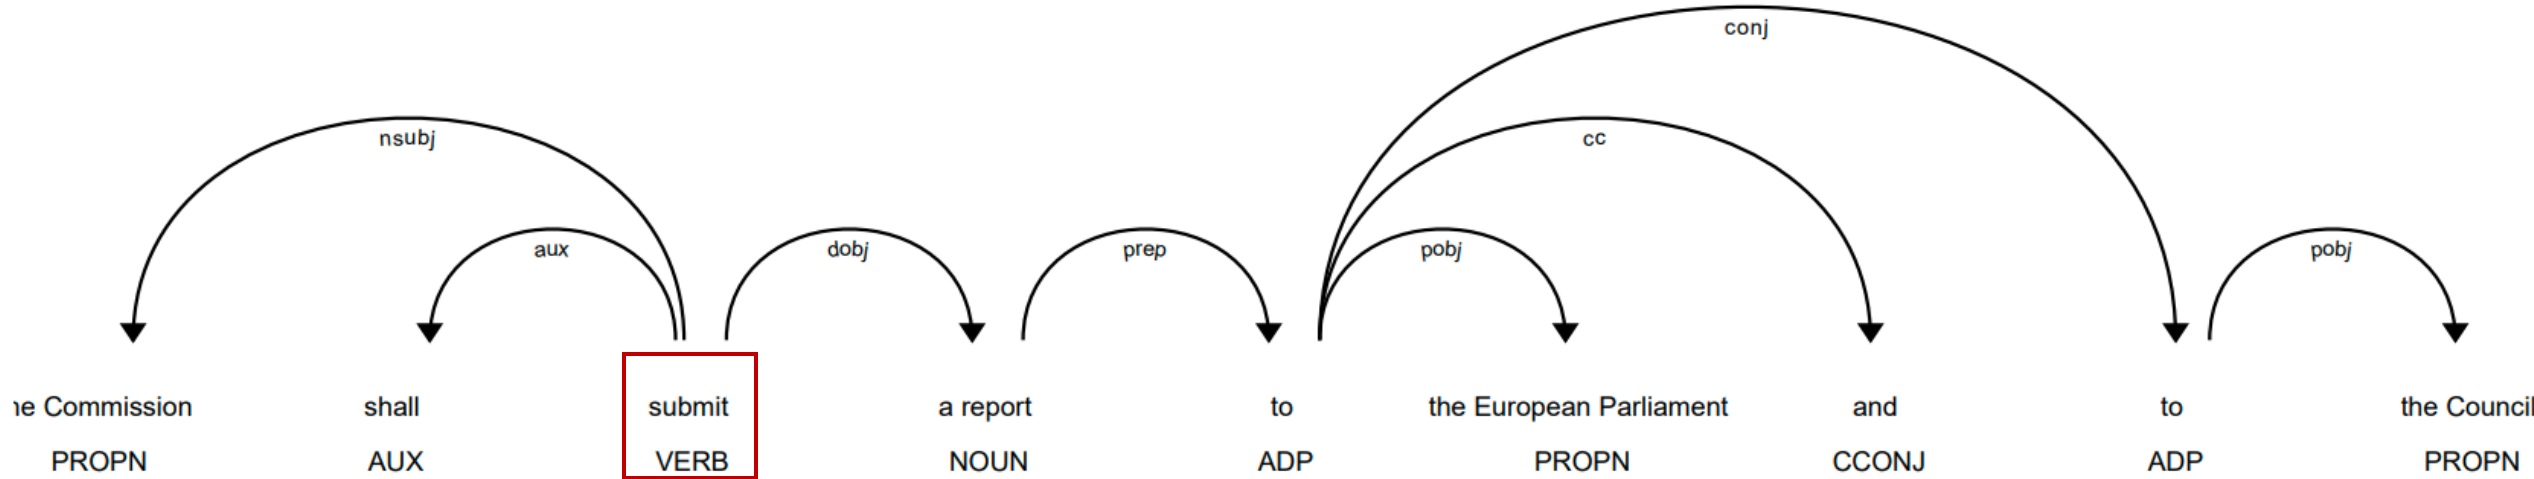 conj
nsubj cc
aux dobj prep pobj pobj
he Commission shall submit a report to the European Parliament and to the Council
PROPN AUX VERB NOUN ADP PROPN CCONJ ADP PROPN